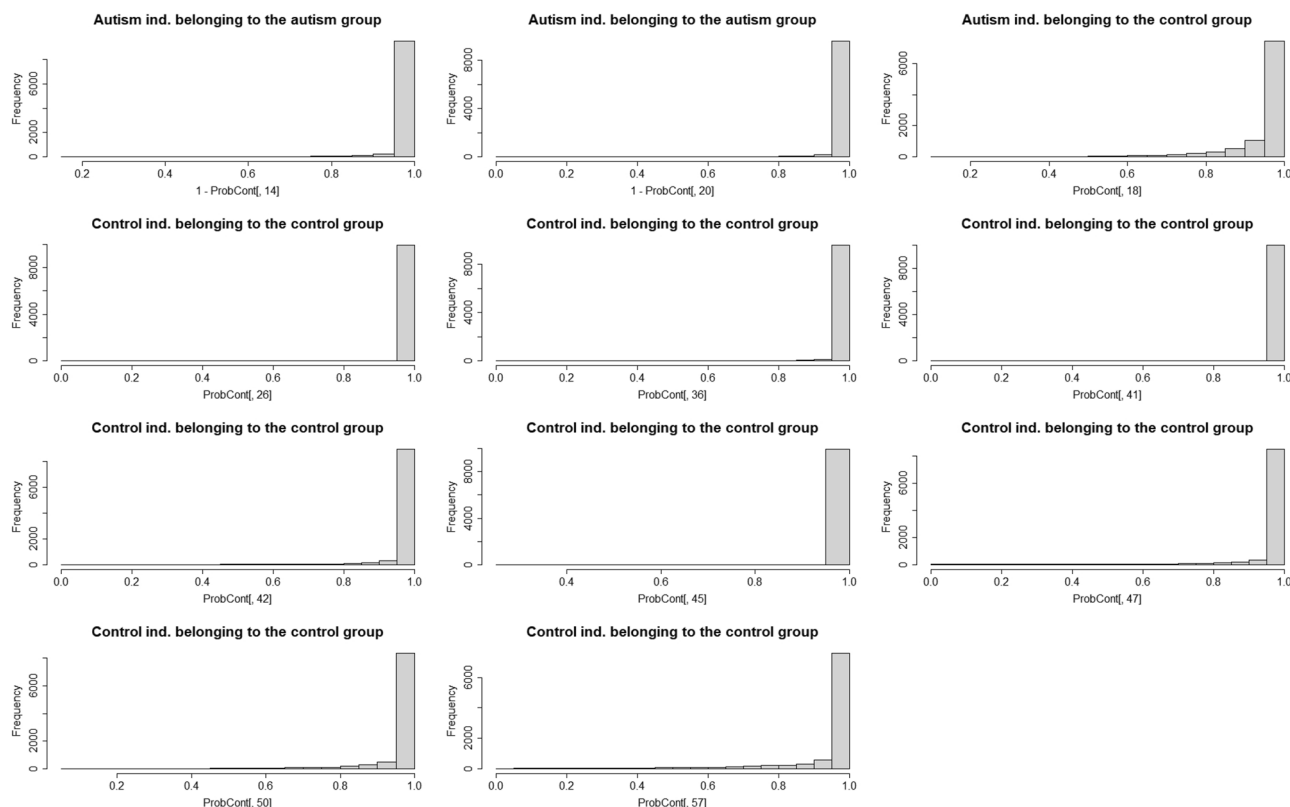 Autism ind. belonging to the autism group
Frequency
0 2000 6000
0.2 0.4 0.6 0.8 1.0
1 - ProbCont[, 14]
Autism ind. belonging to the autism group
Frequency
0 2000 6000
0.0 0.2 0.4 0.6 0.8 1.0
1 - ProbCont[, 20]
Autism ind. belonging to the control group
Frequency
0 2000 6000
0.2 0.4 0.6 0.8 1.0
ProbCont[, 18]
Control ind. belonging to the control group
Frequency
0 4000 8000
0.0 0.2 0.4 0.6 0.8 1.0
ProbCont[, 26]
Control ind. belonging to the control group
Frequency
0 4000 8000
0.0 0.2 0.4 0.6 0.8 1.0
ProbCont[, 36]
Control ind. belonging to the control group
Frequency
0 4000 8000
0.0 0.2 0.4 0.6 0.8 1.0
ProbCont[, 41]
Control ind. belonging to the control group
Frequency
0 2000 6000
0.0 0.2 0.4 0.6 0.8 1.0
ProbCont[, 42]
Control ind. belonging to the control group
Frequency
0 4000 8000
0.4 0.6 0.8 1.0
ProbCont[, 45]
Control ind. belonging to the control group
Frequency
0 2000 6000
0.0 0.2 0.4 0.6 0.8 1.0
ProbCont[, 47]
Control ind. belonging to the control group
Frequency
0 2000 6000
0.2 0.4 0.6 0.8 1.0
ProbCont[, 50]
Control ind. belonging to the control group
Frequency
0 2000 6000
0.0 0.2 0.4 0.6 0.8 1.0
ProbCont[, 57]